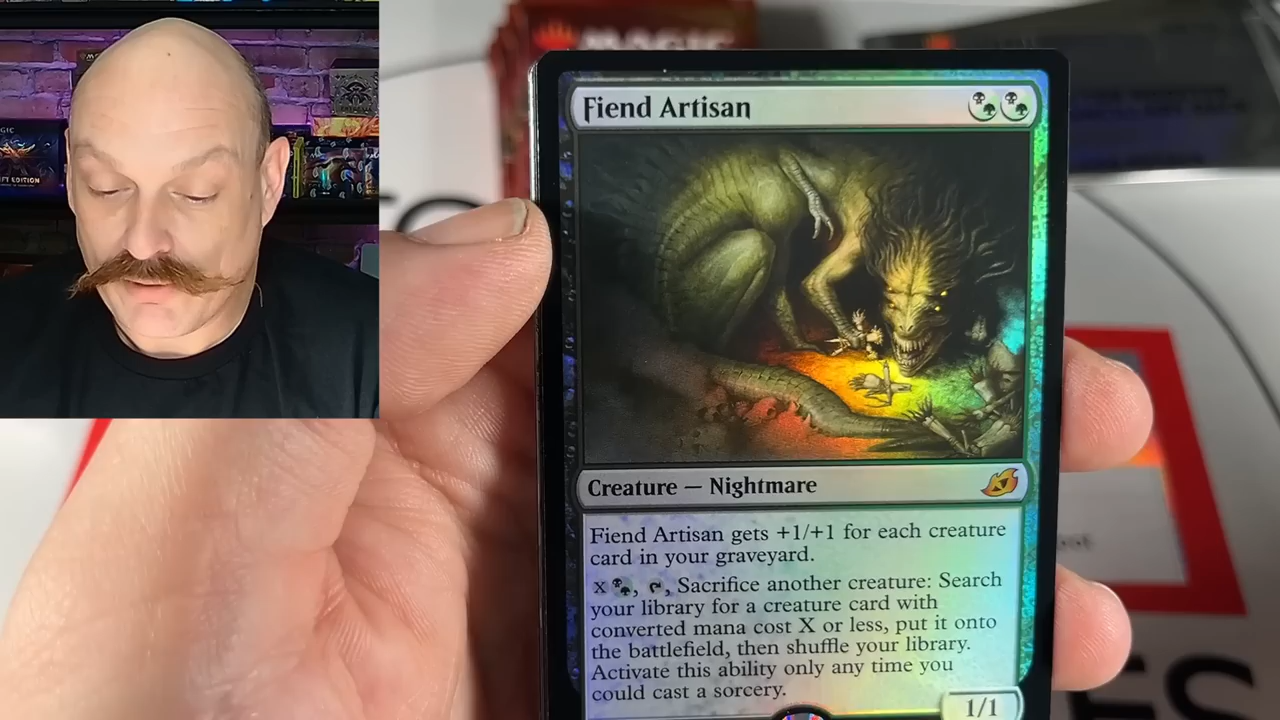 MAGIC
Fiend Artisan
Creature — Nightmare
Fiend Artisan gets +1/+1 for each creature
card in your graveyard.
X , , Sacrifice another creature: Search
your library for a creature card with
converted mana cost X or less, put it onto
the battlefield, then shuffle your library.
Activate this ability only any time you
could cast a sorcery.
1/1